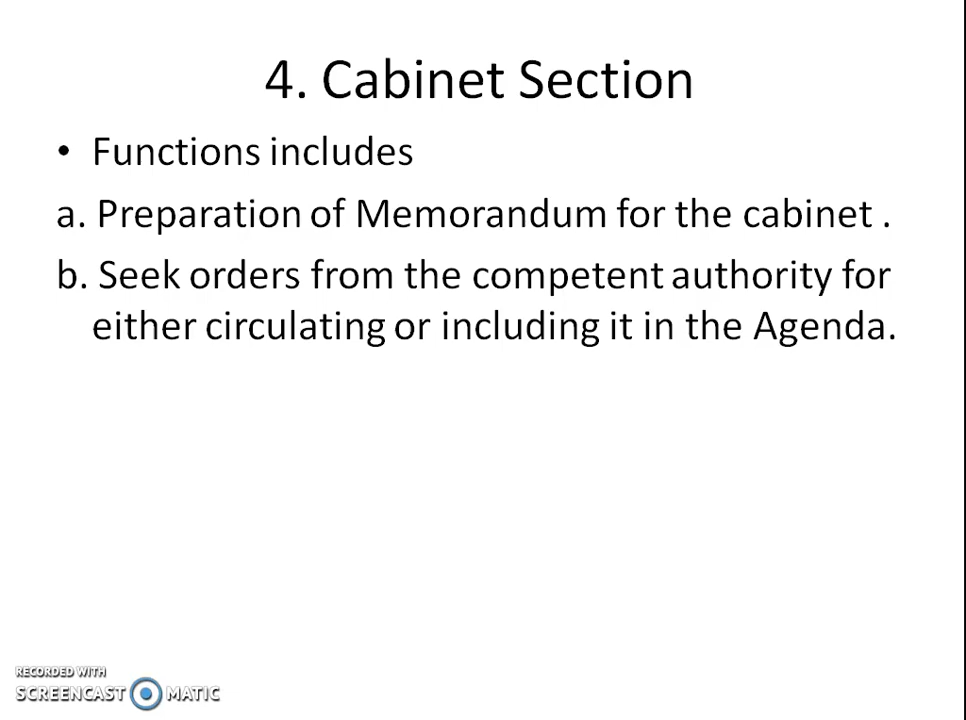 4. Cabinet Section
• Functions includes
a. Preparation of Memorandum for the cabinet .
b. Seek orders from the competent authority for
either circulating or including it in the Agenda.
RECORDED WITH
SCREENCAST MATIC